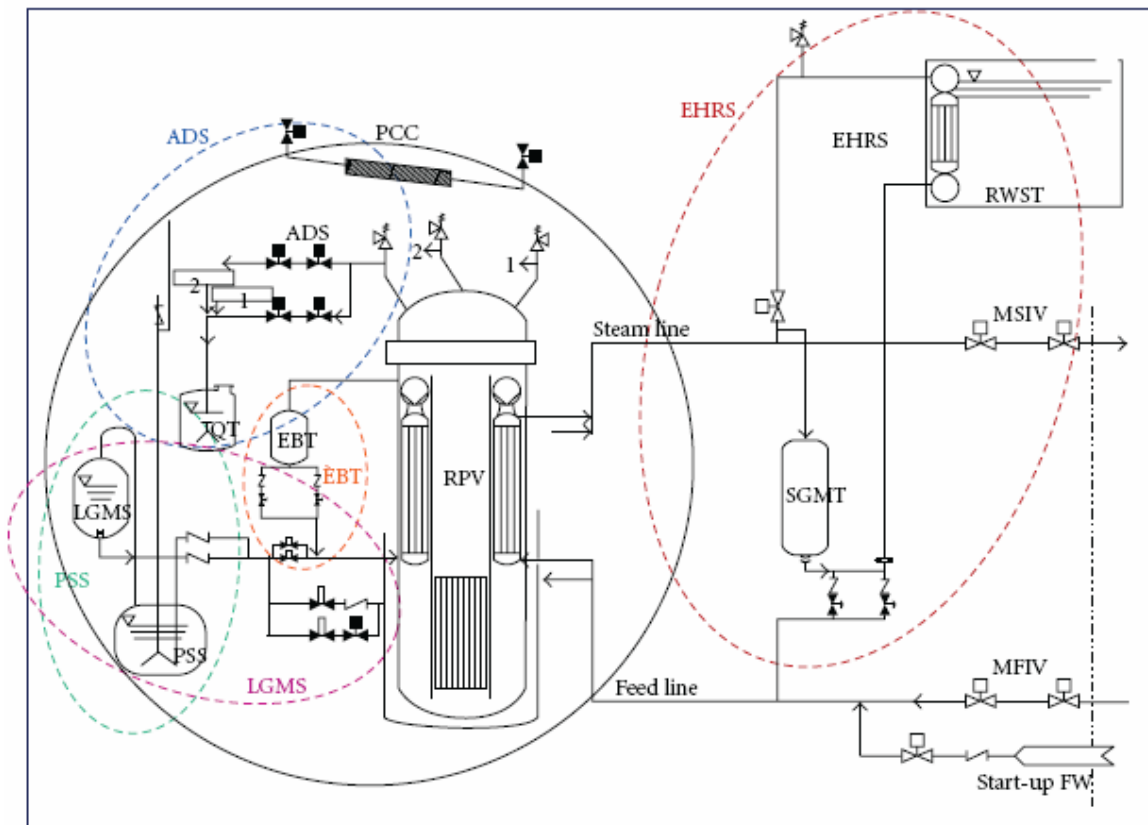 EHRS
ADS
PCC
EHRS
RWST
ADS
2
1
2
1
MSIV
Steam line
QT
EBT
EBT
RPV
LGMS
SGMT
PSS
PSS
LGMS
Feed line
MFIV
Start-up FW